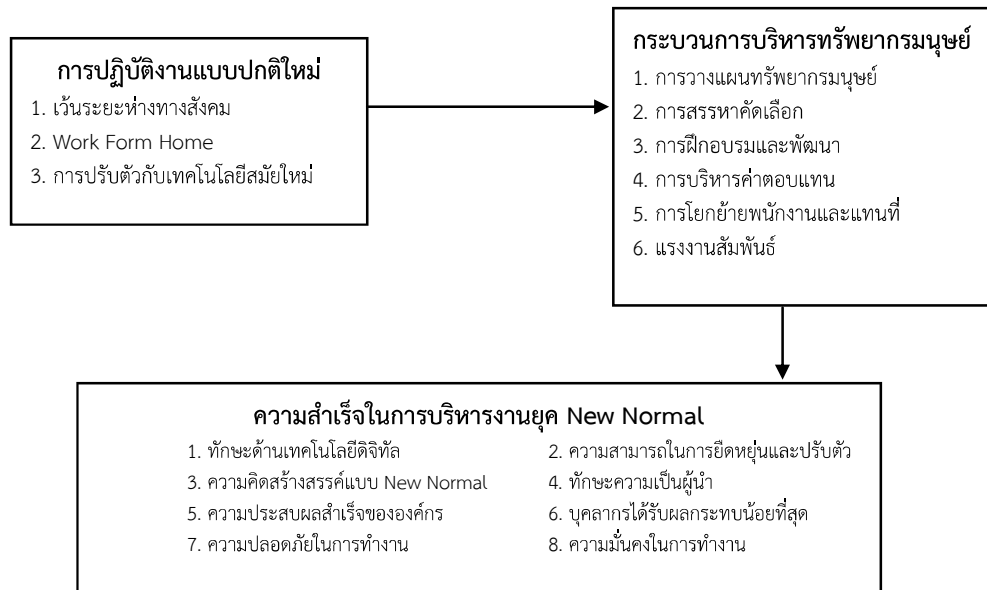 การปฏิบัติงานแบบปกติใหม่
1. เว้นระยะห่างทางสังคม
2. Work Form Home
3. การปรับตัวกับเทคโนโลยีสมัยใหม่
กระบวนการบริหารทรัพยากรมนุษย์
1. การวางแผนทรัพยากรมนุษย์
2. การสรรหาคัดเลือก
3. การฝึกอบรมและพัฒนา
4. การบริหารค่าตอบแทน
5. การโยกย้ายพนักงานและแทนที่
6. แรงงานสัมพันธ์
ความสำเร็จในการบริหารงานยุค New Normal
1. ทักษะด้านเทคโนโลยีดิจิทัล 2. ความสามารถในการยืดหยุ่นและปรับตัว
3. ความคิดสร้างสรรค์แบบ New Normal 4. ทักษะความเป็นผู้นำ
5. ความประสบผลสำเร็จขององค์กร 6. บุคลากรได้รับผลกระทบน้อยที่สุด
7. ความปลอดภัยในการทำงาน 8. ความมั่นคงในการทำงาน